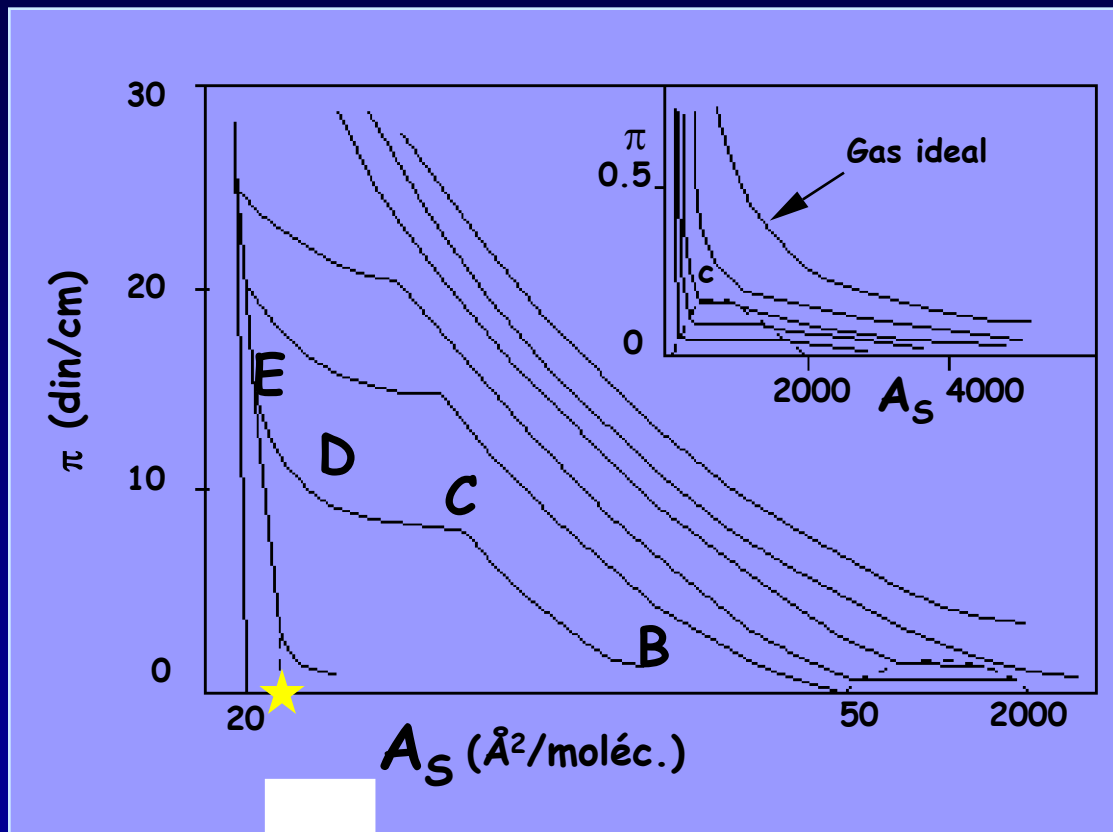 30
20
10
0
π (din/cm)
E
D
C
B
20
50
2000
A_S (Å²/moléc.)
π
0.5
0
Gas ideal
c
2000
A_S
4000